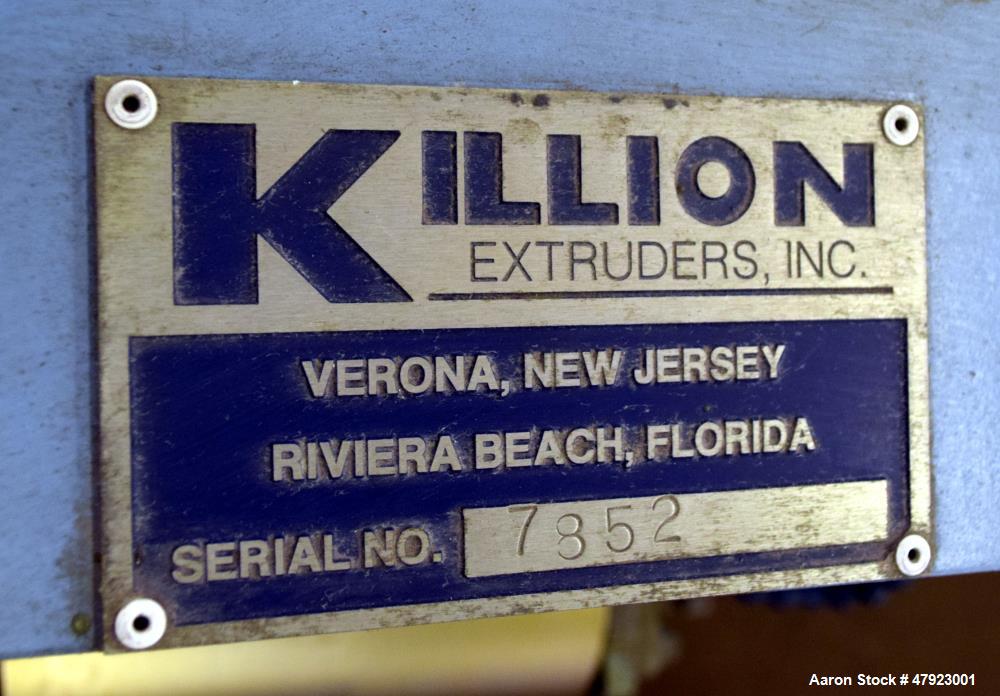 KILLION
EXTRUDERS, INC.
VERONA, NEW JERSEY
RIVIERA BEACH, FLORIDA
SERIAL NO. 7852
Aaron Stock # 47923001